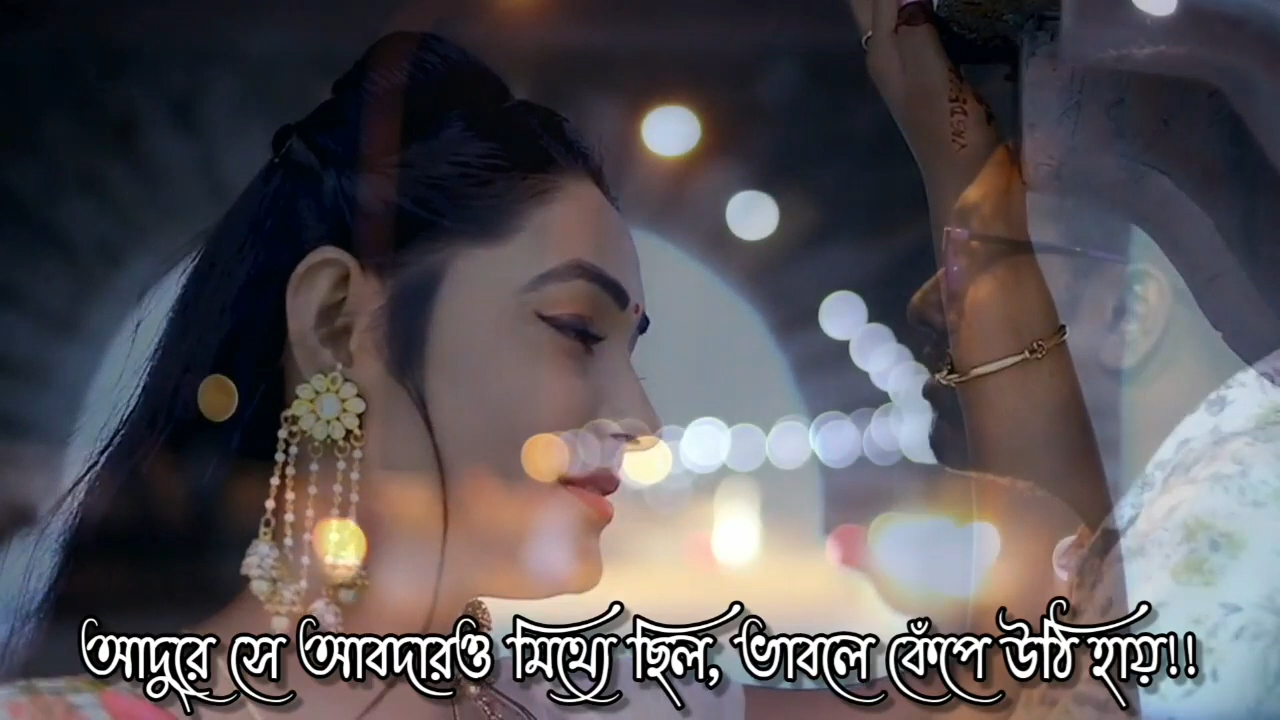 আদুরে সে আবদারও মিথ্যে ছিল, ভাবলে কেঁপে উঠি হায়!!